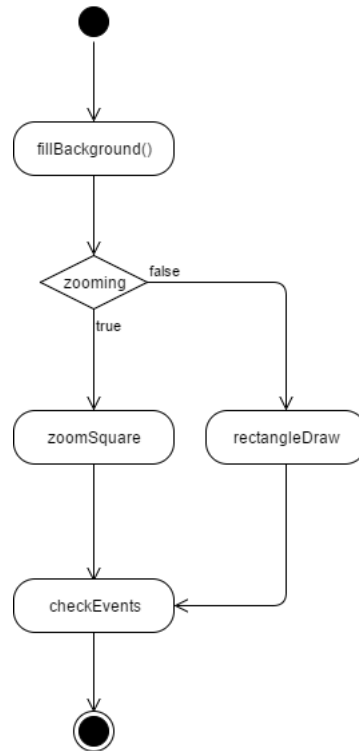 fillBackground()
zooming
false
true
zoomSquare
rectangleDraw
checkEvents